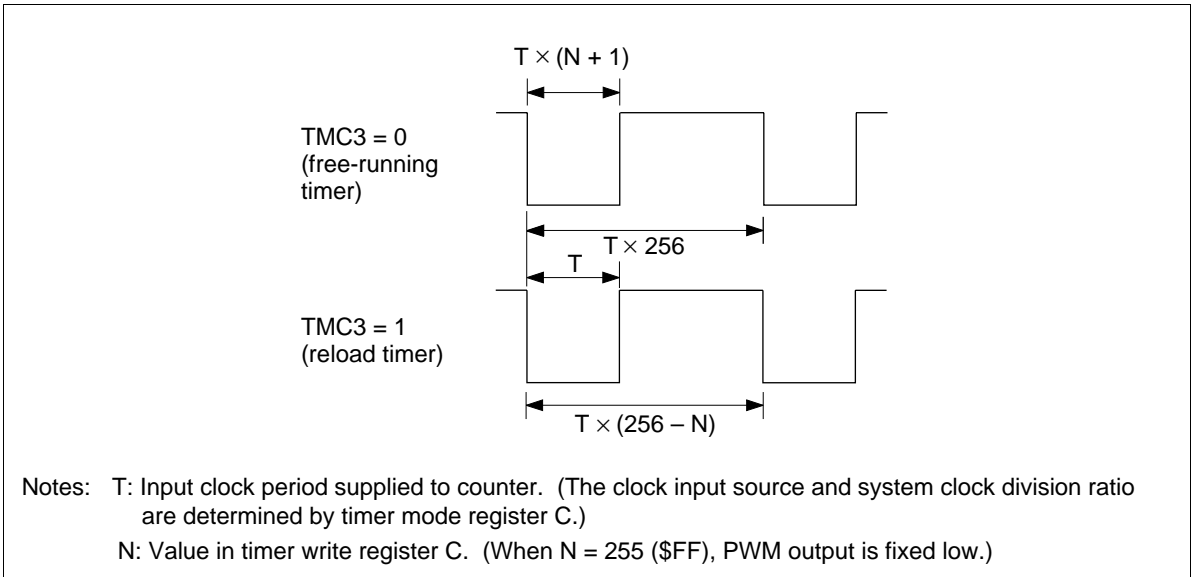 T × (N + 1)
TMC3 = 0
(free-running
timer)
T × 256
T
TMC3 = 1
(reload timer)
T × (256 – N)
Notes: T: Input clock period supplied to counter. (The clock input source and system clock division ratio
are determined by timer mode register C.)
N: Value in timer write register C. (When N = 255 ($FF), PWM output is fixed low.)